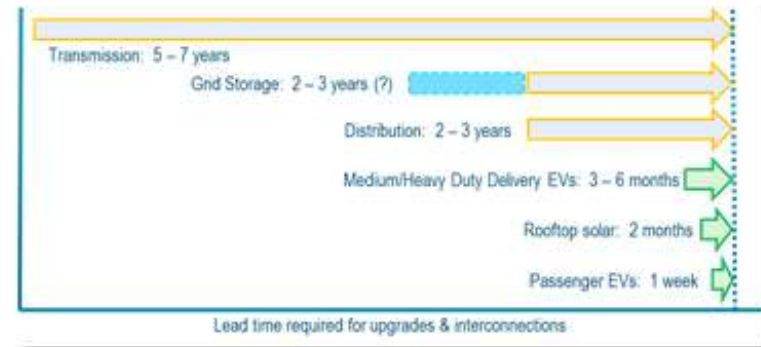 Transmission: 5 – 7 years
Grid Storage: 2 – 3 years (?)
Distribution: 2 – 3 years
Medium/Heavy Duty Delivery EVs: 3 – 6 months
Rooftop solar: 2 months
Passenger EVs: 1 week
Lead time required for upgrades & interconnections